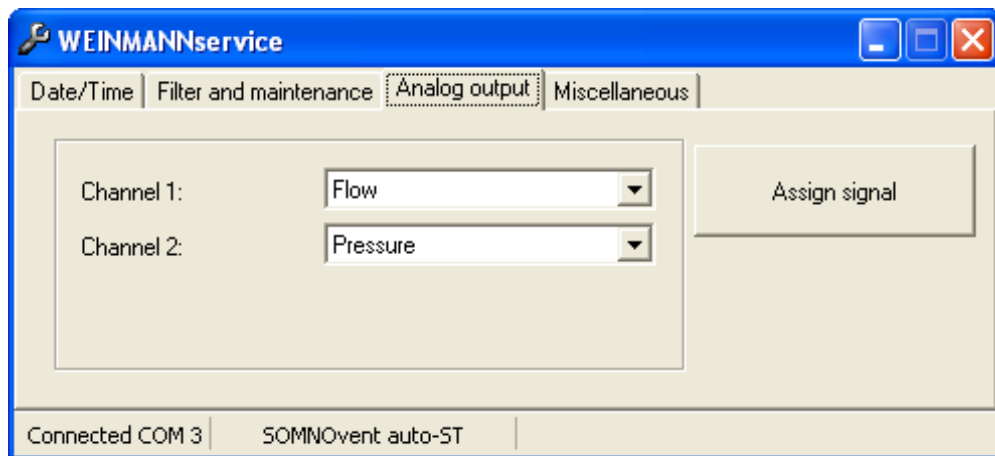 WEINMANNservice
Date/Time Filter and maintenance Analog output Miscellaneous
Channel 1: Flow Assign signal
Channel 2: Pressure
Connected COM 3 SOMNOvent auto-ST